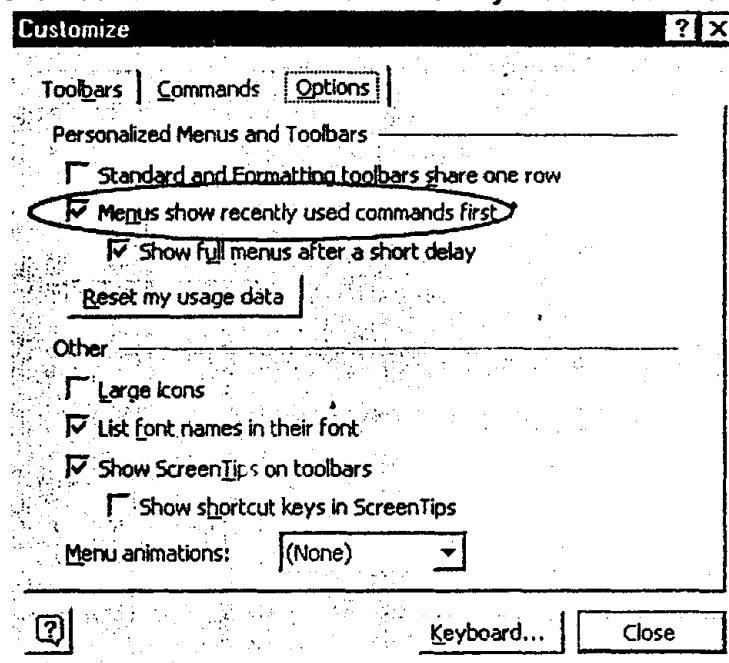 Customize ? X
Toolbars Commands Options
Personalized Menus and Toolbars
Standard and Formatting toolbars share one row
Menus show recently used commands first
Show full menus after a short delay
Reset my usage data
Other
Large icons
List font names in their font
Show ScreenTips on toolbars
Show shortcut keys in ScreenTips
Menu animations: (None)
? Keyboard... Close